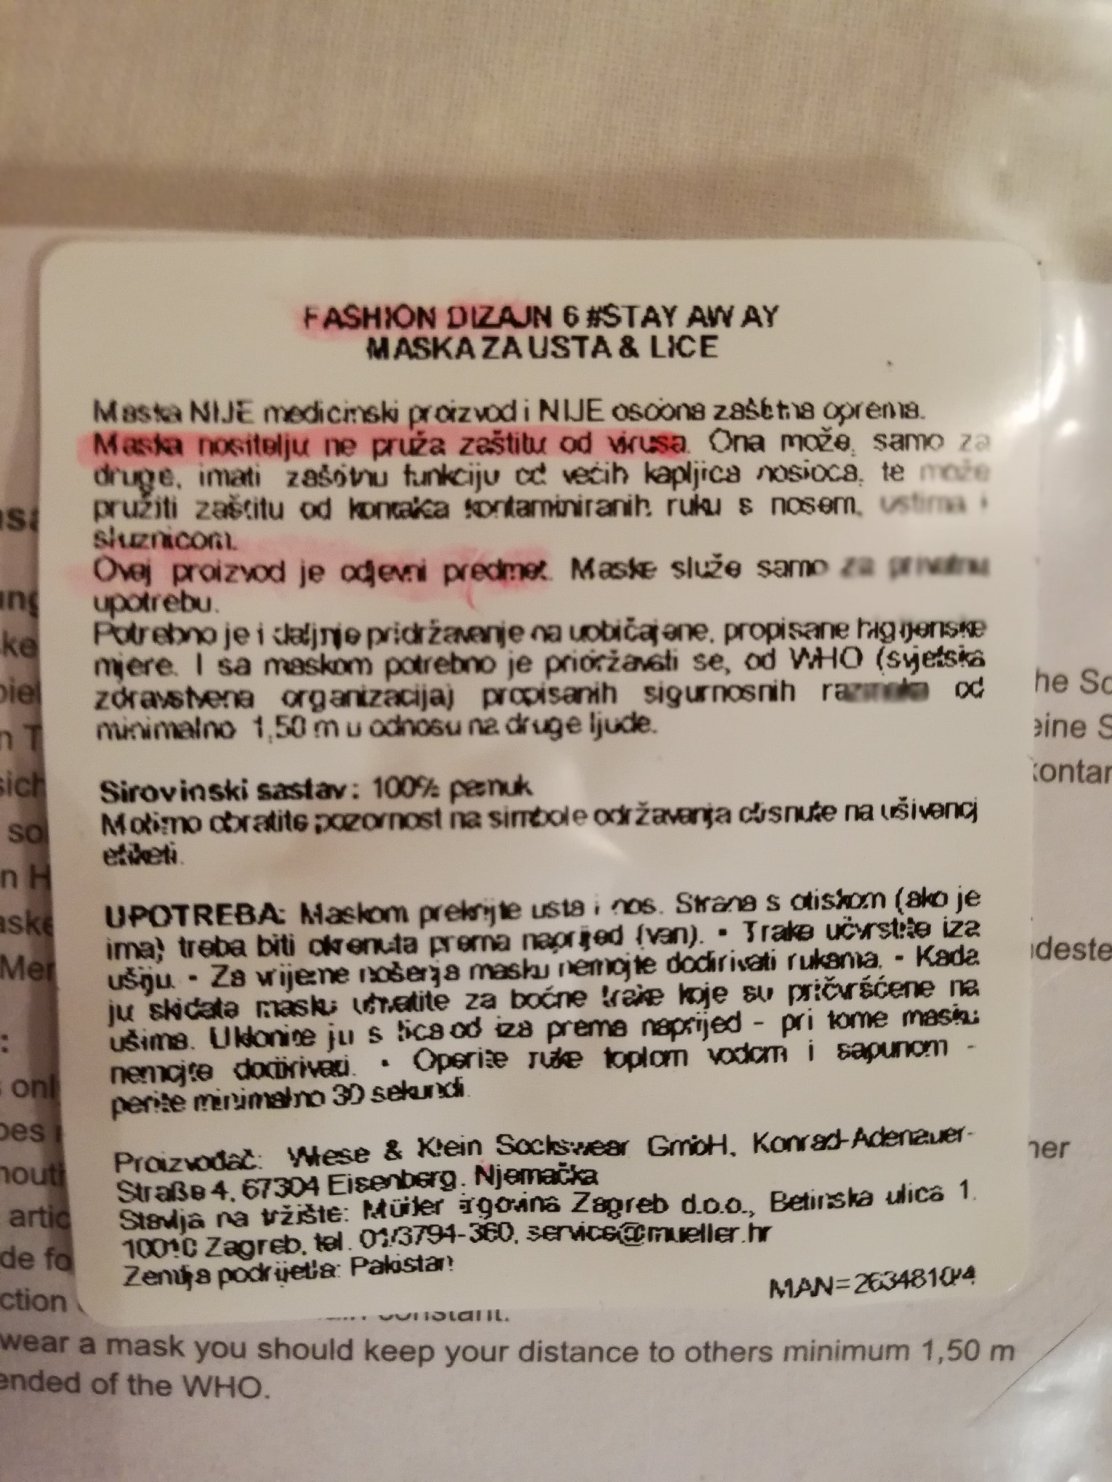 FASHION DIZAJN 6 #STAY AWAY
MASKA ZA USTA & LICE
Maska NIJE medicinski proizvod i NIJE osobna zaštitna oprema.
Maska nositelju ne pruža zaštitu od virusa. Ona može, samo za
druge, imati zaštitnu funkciju od većih kapljica nosioca, te može
pružiti zaštitu od kontakta kontaminiranih ruku s nosem, ustima i
sluznicom.
Ovaj proizvod je odjevni predmet. Maske služe samo za privatnu
upotrebu.
Potrebno je i daljnje pridržavanje na uobičajene, propisane higijenske
mjere. I sa maskom potrebno je pridržavati se, od WHO (svjetska
zdravstvena organizacija) propisanih sigurnosnih razmaka od
minimalno 1,50 m u odnosu na druge ljude.
Sirovinski sastav: 100% pamuk
Molimo obratite pozornost na simbole održavanja otisnute na ušivenoj
etiketi.
UPOTREBA: Maskom prekrijte usta i nos. Strana s otiskom (ako je
ima) treba biti okrenuta prema naprijed (van). • Trake učvrstite iza
ušiju. - Za vrijeme nošenja masku nemojte dodirivati rukama. - Kada
ju skidate masku uhvatite za bočne trake koje su pričvršćene na
ušima. Uklonite ju s lica od iza prema naprijed - pri tome masku
nemojte dodirivati. • Operite ruke toplom vodom i sapunom -
perite minimalno 30 sekundi.
Proizvođač: Wiese & Klein Sockswear GmbH, Konrad-Adenauer-
Straße 4, 67304 Eisenberg, Njemačka
Stavlja na tržište: Müller trgovina Zagreb d.o.o., Betinska ulica 1,
10010 Zagreb, tel. 01/3794-360, service@mueller.hr
Zemlja podrijetla: Pakistan
MAN=2634810/4
constant.
wear a mask you should keep your distance to others minimum 1,50 m
of the WHO.